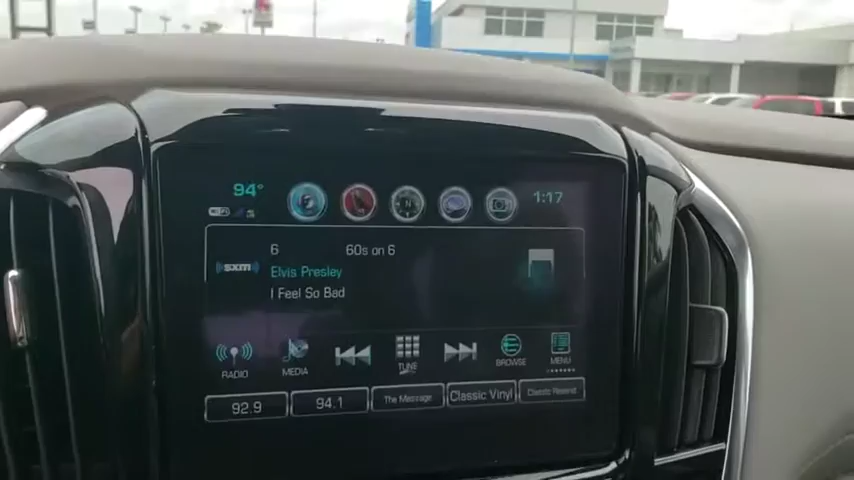 94°
N
1:17
6
60s on 6
sxm
Elvis Presley
I Feel So Bad
RADIO
MEDIA
TUNE
BROWSE
MENU
92.9
94.1
The Message
Classic Vinyl
Classic Rewind